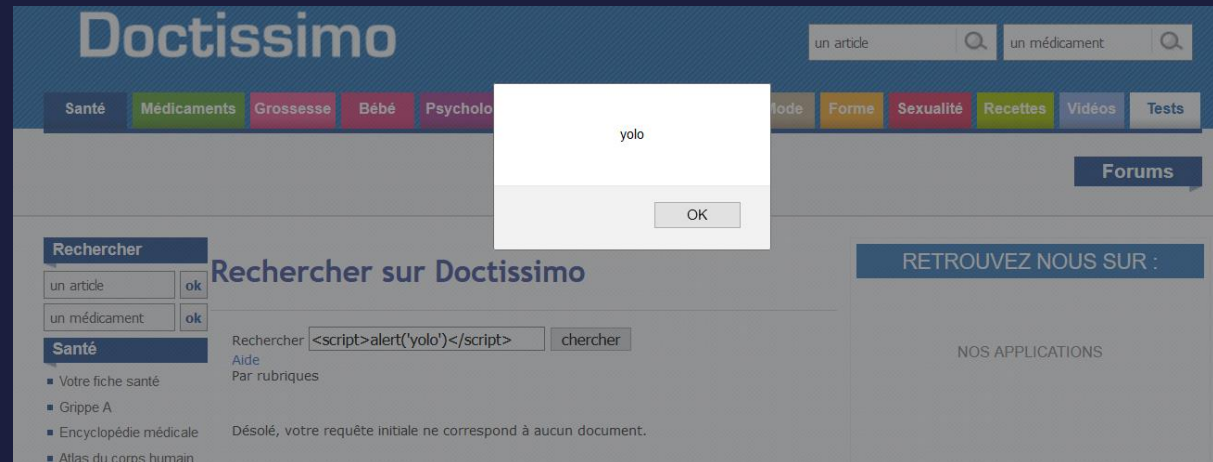 Doctissimo
un article
un médicament
Santé Médicaments Grossesse Bébé Psycholo Mode Forme Sexualité Recettes Vidéos Tests
yolo
OK
Forums
Rechercher
un article ok
un médicament ok
Santé
Votre fiche santé
Grippe A
Encyclopédie médicale
Atlas du corps humain
Rechercher sur Doctissimo
Rechercher <script>alert('yolo')</script> chercher
Aide
Par rubriques
Désolé, votre requête initiale ne correspond à aucun document.
RETROUVEZ NOUS SUR :
NOS APPLICATIONS